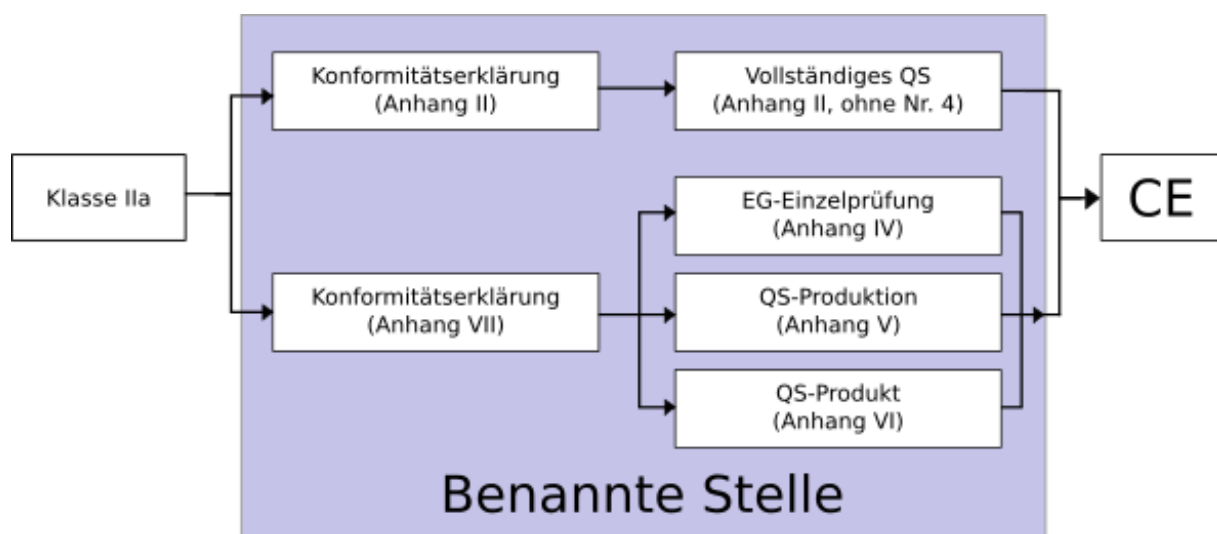 Klasse IIa
Konformitätserklärung
(Anhang II)
Vollständiges QS
(Anhang II, ohne Nr. 4)
Konformitätserklärung
(Anhang VII)
EG-Einzelprüfung
(Anhang IV)
QS-Produktion
(Anhang V)
QS-Produkt
(Anhang VI)
CE
Benannte Stelle